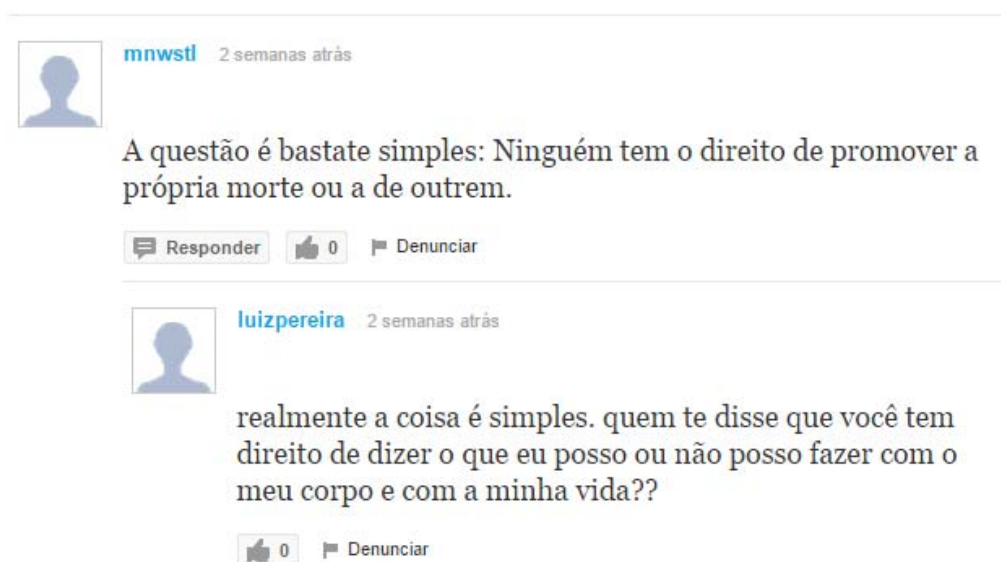 mnwstl 2 semanas atrás
A questão é bastate simples: Ninguém tem o direito de promover a
própria morte ou a de outrem.
Responder 0 Denunciar
luizpereira 2 semanas atrás
realmente a coisa é simples. quem te disse que você tem
direito de dizer o que eu posso ou não posso fazer com o
meu corpo e com a minha vida??
0 Denunciar